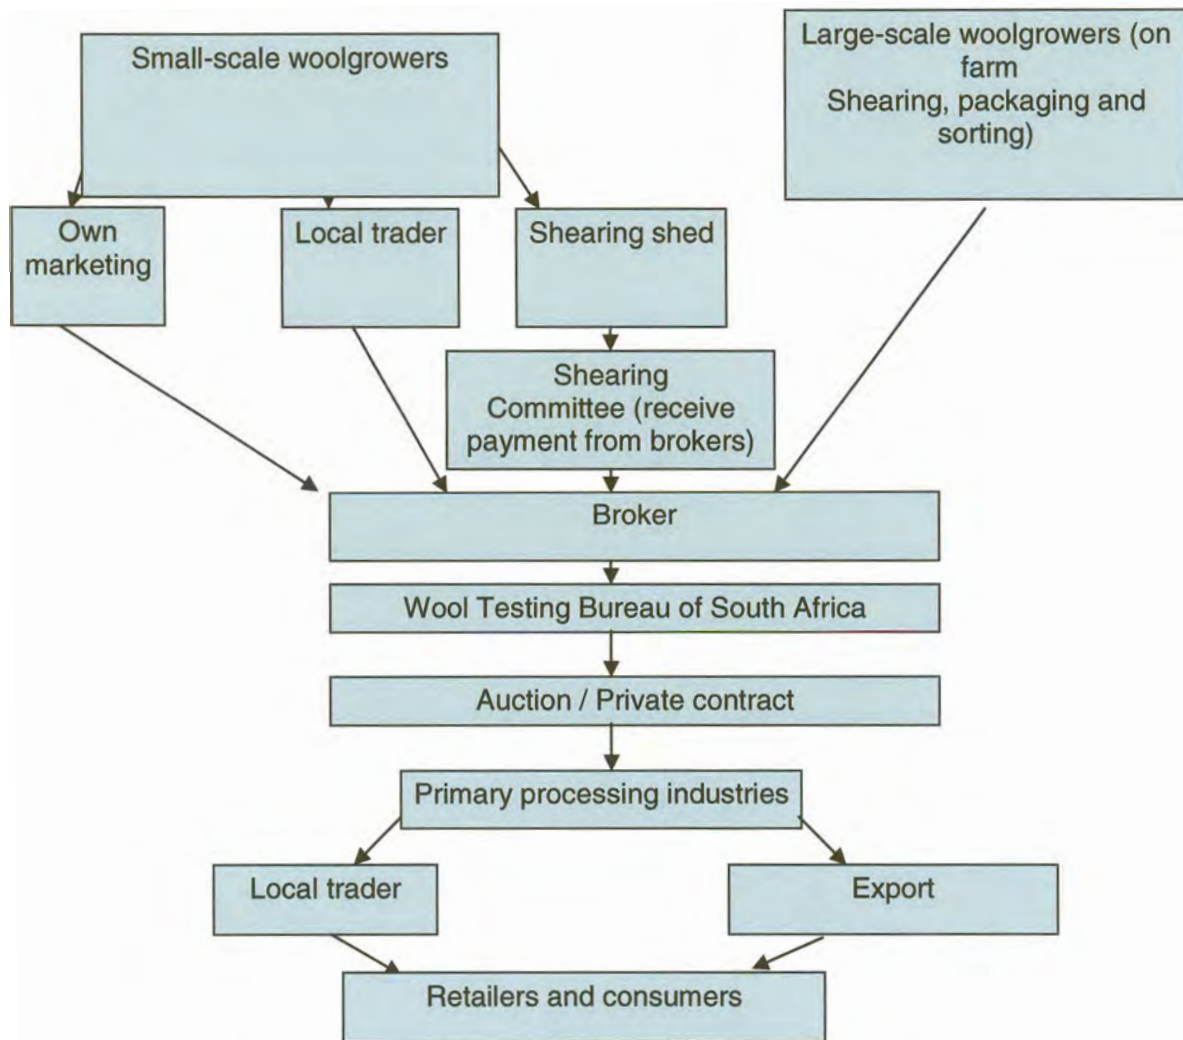 Small-scale woolgrowers
Large-scale woolgrowers (on
farm
Shearing, packaging and
sorting)
Own
marketing
Local trader
Shearing shed
Shearing
Committee (receive
payment from brokers)
Broker
Wool Testing Bureau of South Africa
Auction / Private contract
Primary processing industries
Local trader
Export
Retailers and consumers